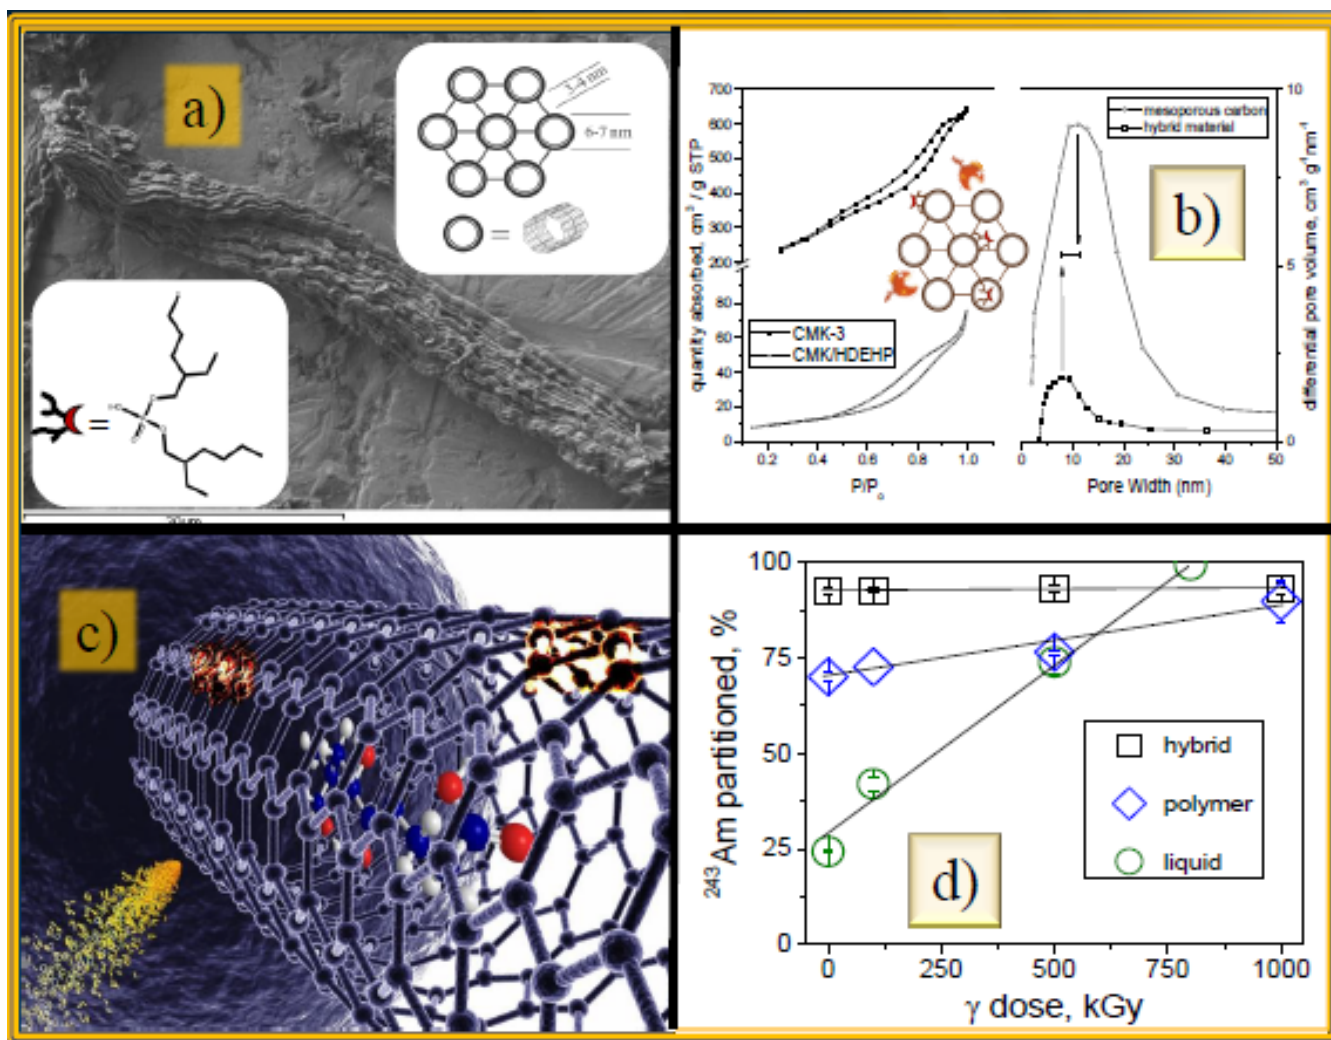 a)
3-4 nm
6-7 nm
=
=
HO
b)
quantity absorbed, cm³ / g STP
700
600
500
400
300
200
80
60
40
20
10
0
0.2
0.4
0.6
0.8
1.0
P/P₀
CMK-3
CMK/HDEHP
mesoporous carbon
hybrid material
differential pore volume, cm³ g⁻¹nm⁻¹
10
5
0
0
10
20
30
40
50
Pore Width (nm)
c)
d)
²⁴³Am partitioned, %
100
75
50
25
0
0
250
500
750
1000
γ dose, kGy
hybrid
polymer
liquid